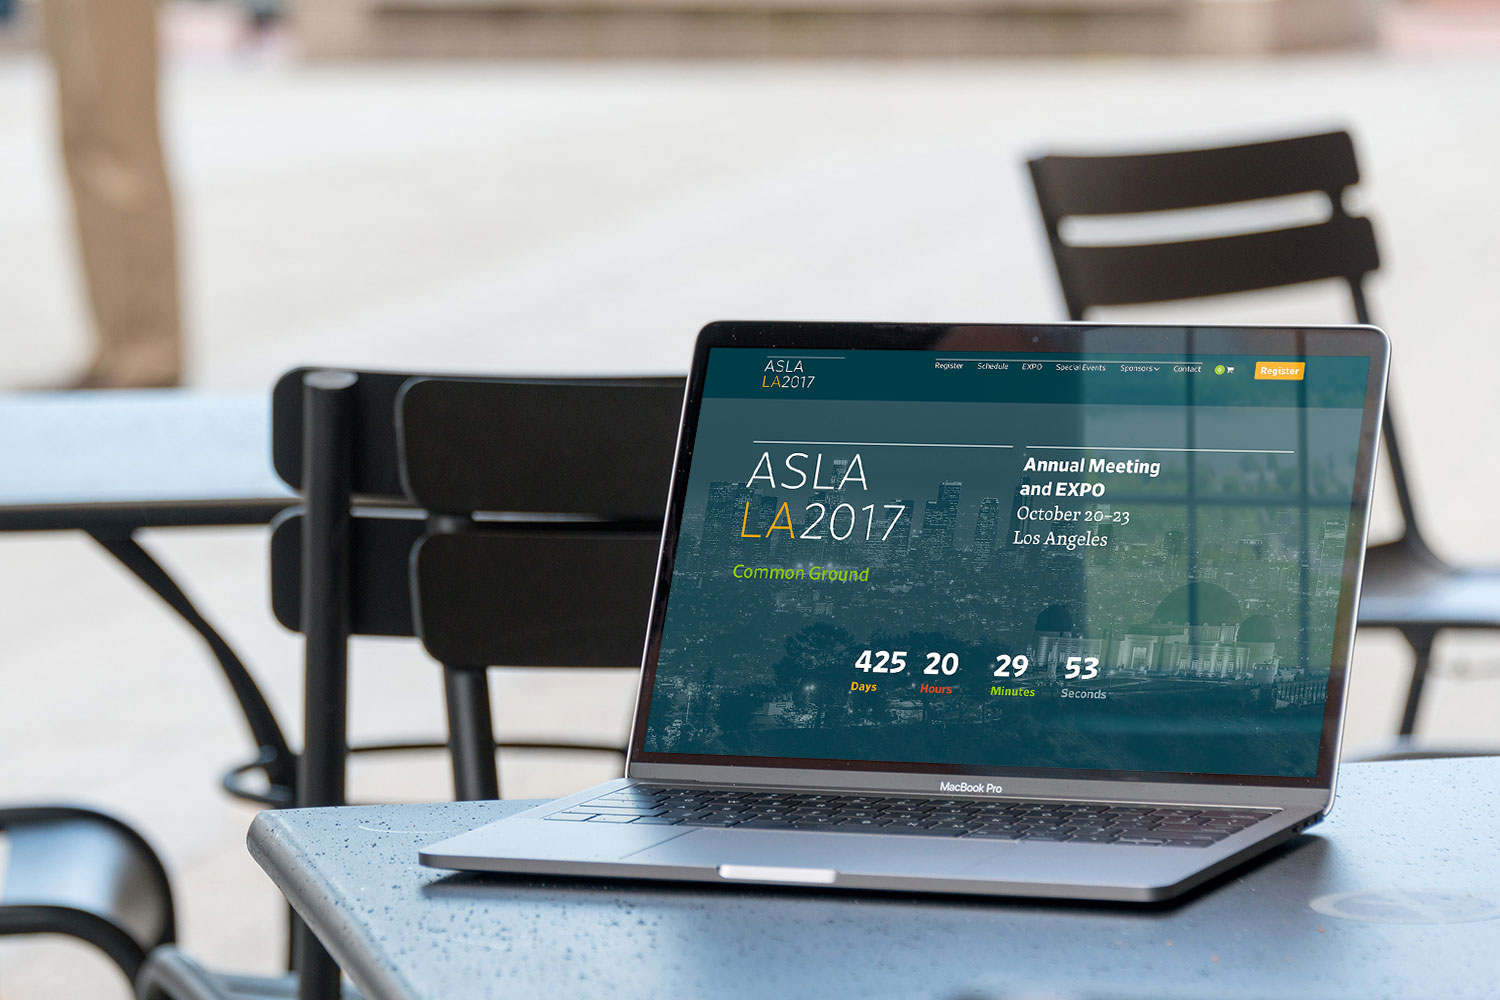 ASLA
LA2017
Register Schedule EXPO Special Events Sponsors Contact
Register
ASLA
LA2017
Common Ground
Annual Meeting
and EXPO
October 20–23
Los Angeles
425 20 29 53
Days Hours Minutes Seconds
MacBook Pro